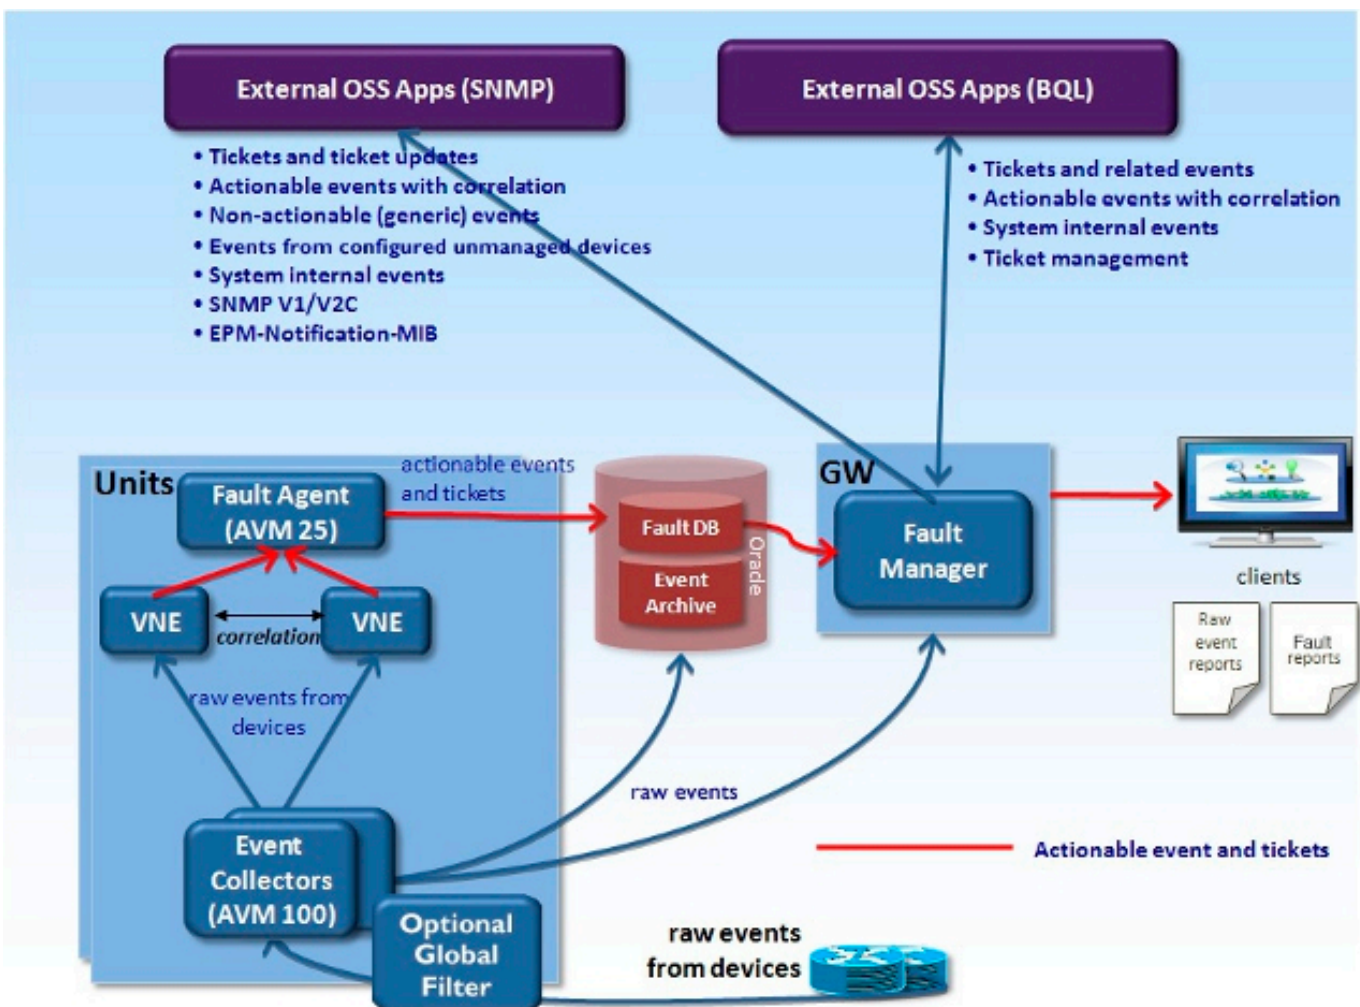 External OSS Apps (SNMP)
External OSS Apps (BQL)
• Tickets and ticket updates
• Actionable events with correlation
• Non-actionable (generic) events
• Events from configured unmanaged devices
• System internal events
• SNMP V1/V2C
• EPM-Notification-MIB
• Tickets and related events
• Actionable events with correlation
• System internal events
• Ticket management
Units
Fault Agent
(AVM 25)
actionable events
and tickets
VNE
correlation
VNE
raw events from
devices
Event
Collectors
(AVM 100)
Optional
Global
Filter
Fault DB
Event
Archive
Oracle
raw events
GW
Fault
Manager
clients
Raw
event
reports
Fault
reports
Actionable event and tickets
raw events
from devices